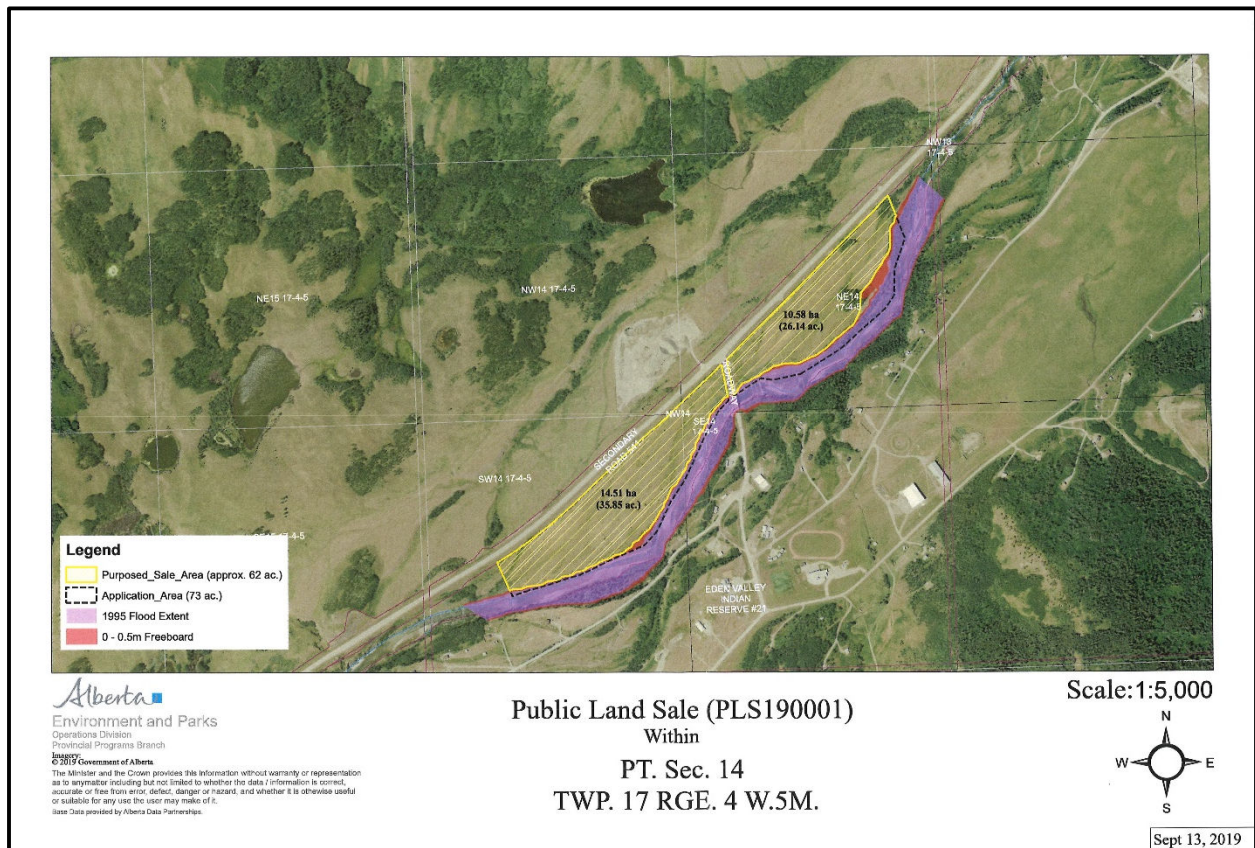 NW13
17-4-5
NE15 17-4-5
NW14 17-4-5
NE14
17-4-5
10.58 ha
(26.14 ac.)
ROADWAY
NW14
SE14
17-4-5
SECONDARY
ROAD 541
SW14 17-4-5
14.51 ha
(35.85 ac.)
SE15 17-4-5
EDEN VALLEY
INDIAN
RESERVE #21
Legend
Purposed_Sale_Area (approx. 62 ac.)
Application_Area (73 ac.)
1995 Flood Extent
0 - 0.5m Freeboard
Alberta
Environment and Parks
Operations Division
Provincial Programs Branch
Imagery:
© 2019 Government of Alberta
The Minister and the Crown provides this information without warranty or representation
as to anymatter including but not limited to whether the data / information is correct,
accurate or free from error, defect, danger or hazard, and whether it is othewise useful
or suitable for any use the user may make of it.
Base Data provided by Alberta Data Partnerships.
Public Land Sale (PLS190001)
Within
PT. Sec. 14
TWP. 17 RGE. 4 W.5M.
Scale:1:5,000
N
W
E
S
Sept 13, 2019